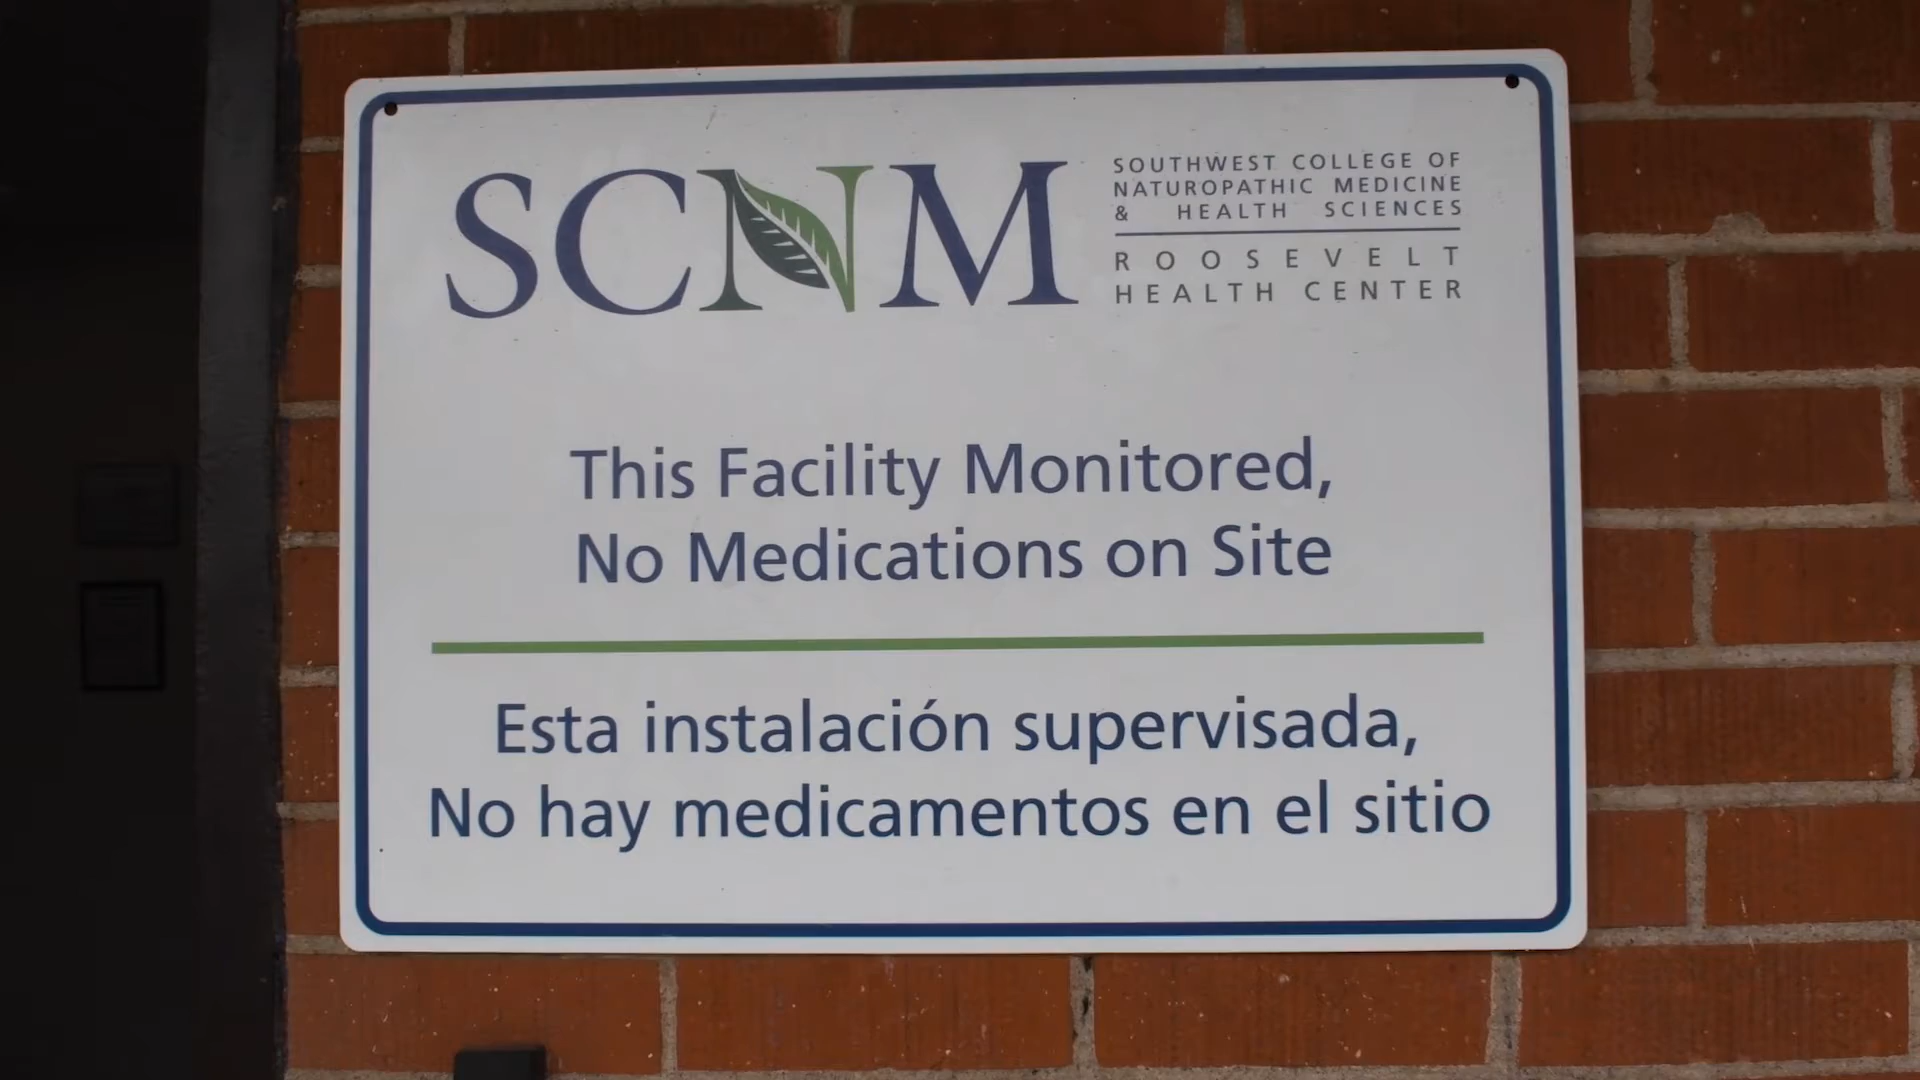 SCNM
SOUTHWEST COLLEGE OF
NATUROPATHIC MEDICINE
& HEALTH SCIENCES
ROOSEVELT
HEALTH CENTER
This Facility Monitored,
No Medications on Site
Esta instalación supervisada,
No hay medicamentos en el sitio